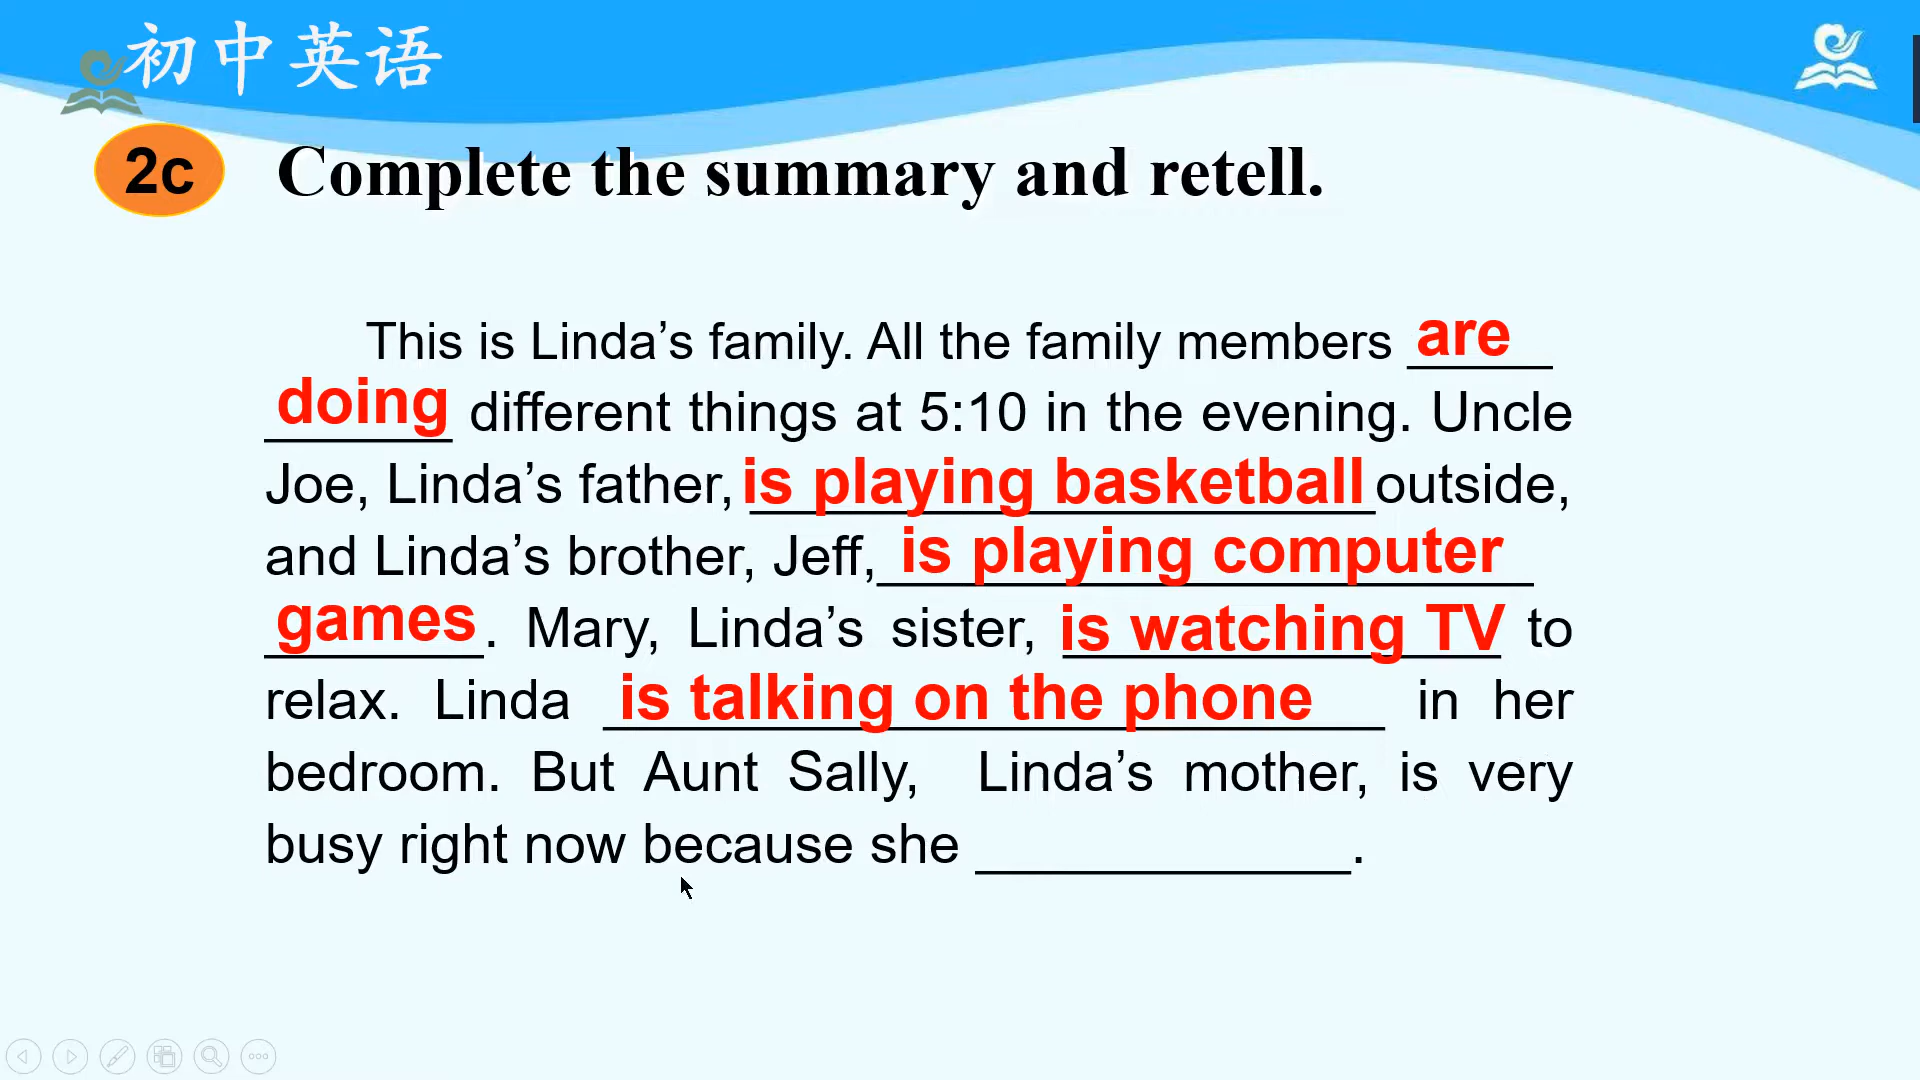 初中英语
2c Complete the summary and retell.
This is Linda’s family. All the family members are
doing different things at 5:10 in the evening. Uncle
Joe, Linda’s father, is playing basketball outside,
and Linda’s brother, Jeff, is playing computer
games. Mary, Linda’s sister, is watching TV to
relax. Linda is talking on the phone in her
bedroom. But Aunt Sally, Linda’s mother, is very
busy right now because she ____________.